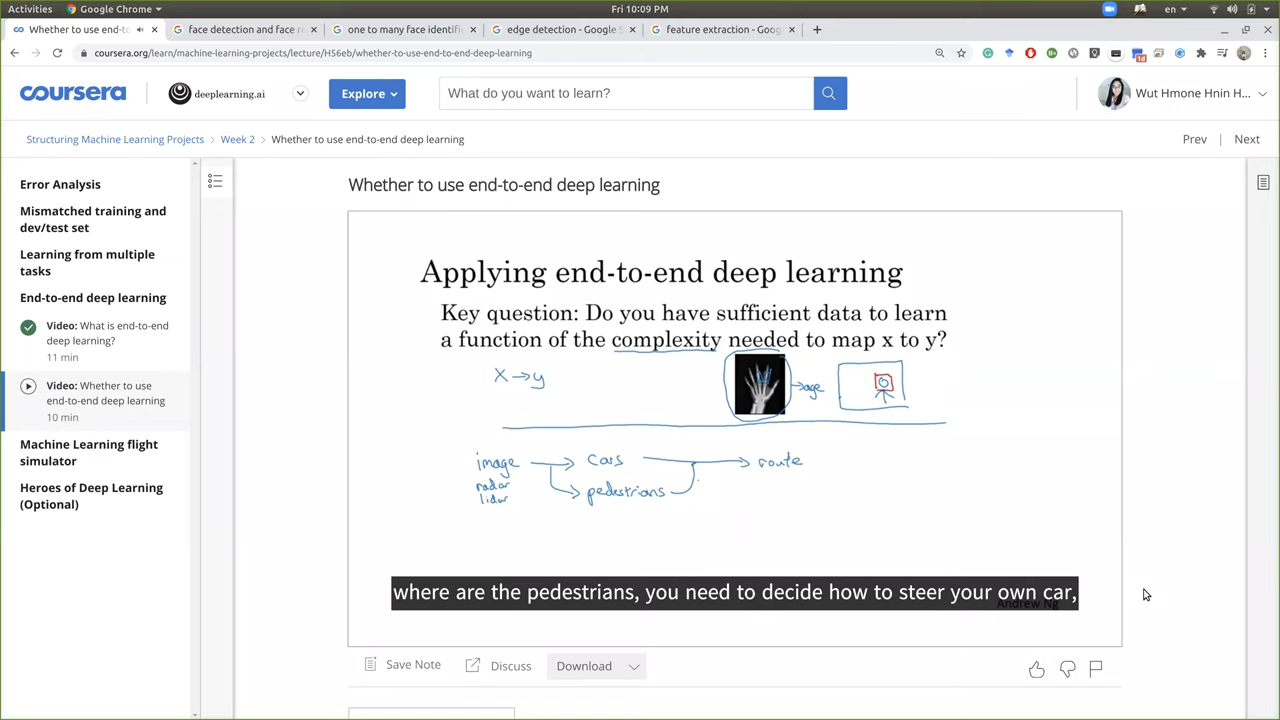 Activities
Google Chrome
Fri 10:09 PM
en
Whether to use end-to-
face detection and face r
one to many face identifi
edge detection - Google S
feature extraction - Goog
coursera.org/learn/machine-learning-projects/lecture/H56eb/whether-to-use-end-to-end-deep-learning
coursera
deeplearning.ai
Explore
What do you want to learn?
Wut Hmone Hnin H...
Structuring Machine Learning Projects
Week 2
Whether to use end-to-end deep learning
Prev
Next
Error Analysis
Mismatched training and
dev/test set
Learning from multiple
tasks
End-to-end deep learning
Video: What is end-to-end
deep learning?
11 min
Video: Whether to use
end-to-end deep learning
10 min
Machine Learning flight
simulator
Heroes of Deep Learning
(Optional)
Whether to use end-to-end deep learning
Applying end-to-end deep learning
Key question: Do you have sufficient data to learn
a function of the complexity needed to map x to y?
X → y
→ age
image → cars → route
radar
lidar
→ pedestrians
where are the pedestrians, you need to decide how to steer your own car,
Andrew Ng
Save Note
Discuss
Download